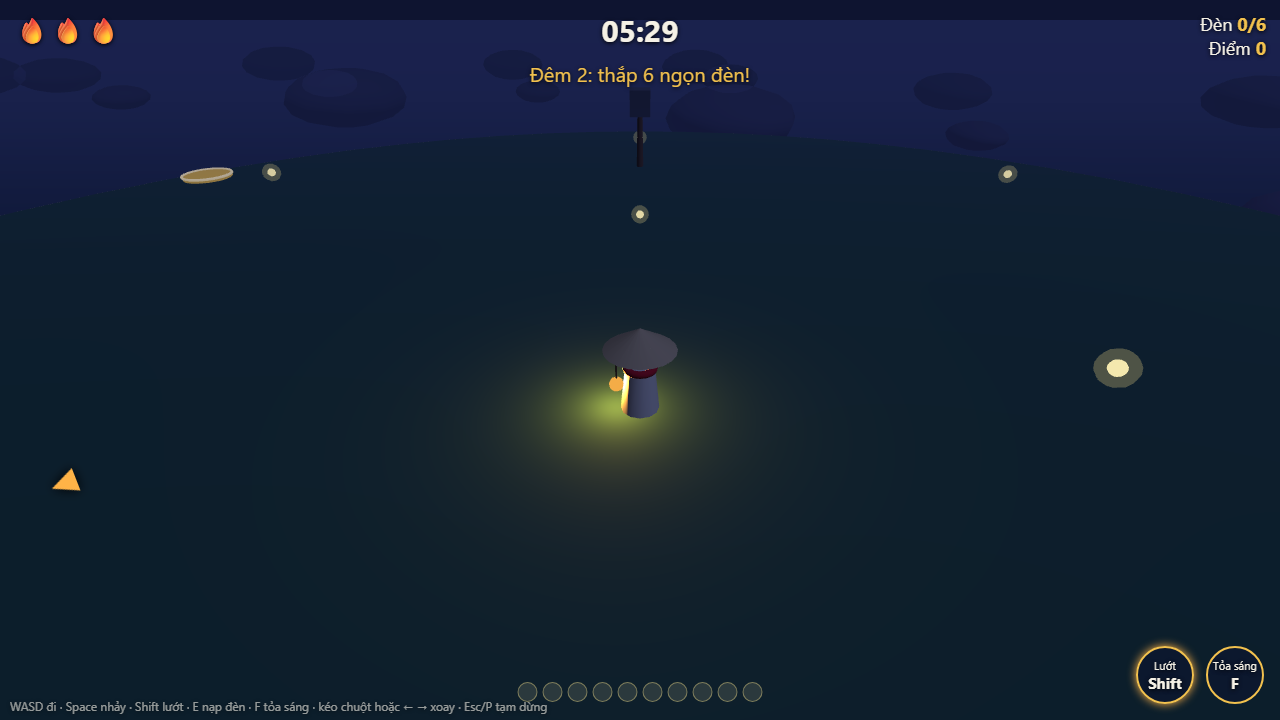 05:29
Đèn 0/6
Điểm 0
Đêm 2: thắp 6 ngọn đèn!
Lướt
Shift
Tỏa sáng
F
WASD đi · Space nhảy · Shift lướt · E nạp đèn · F tỏa sáng · kéo chuột hoặc ← → xoay · Esc/P tạm dừng